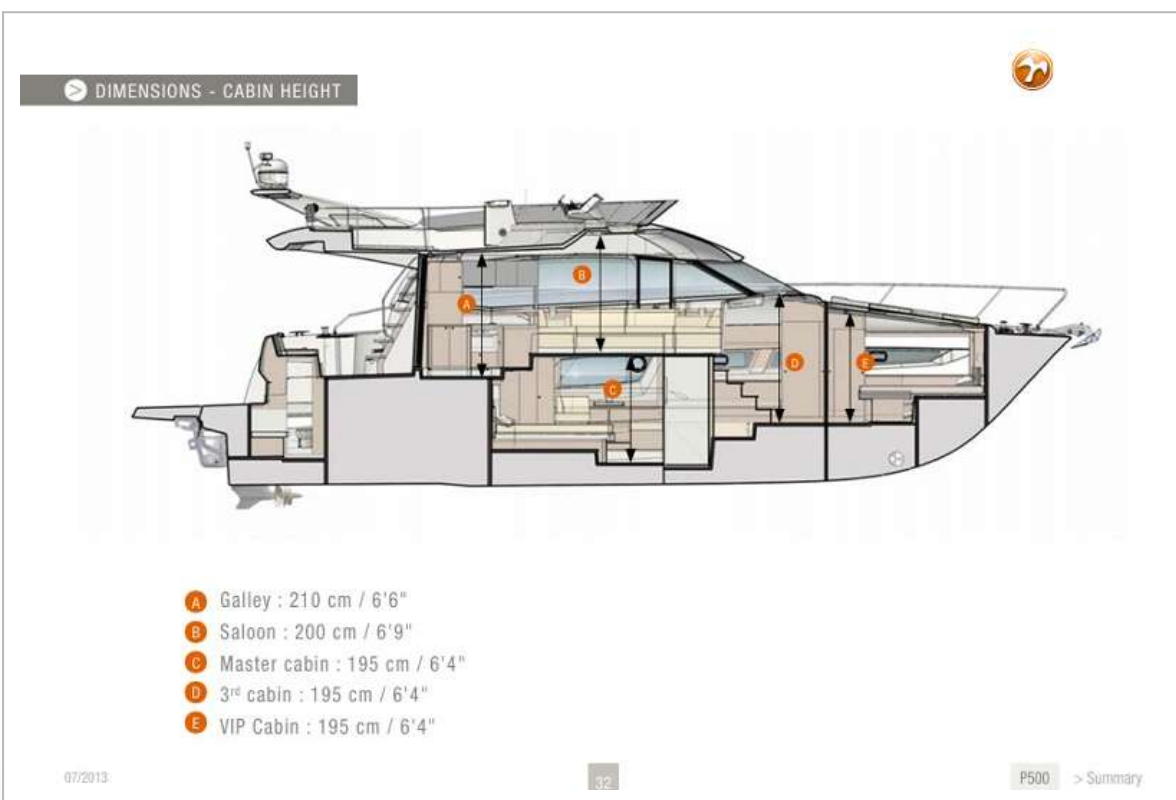 DIMENSIONS - CABIN HEIGHT
A
B
C
D
E
A Galley : 210 cm / 6'6"
B Saloon : 200 cm / 6'9"
C Master cabin : 195 cm / 6'4"
D 3rd cabin : 195 cm / 6'4"
E VIP Cabin : 195 cm / 6'4"
07/2013
32
P500 > Summary